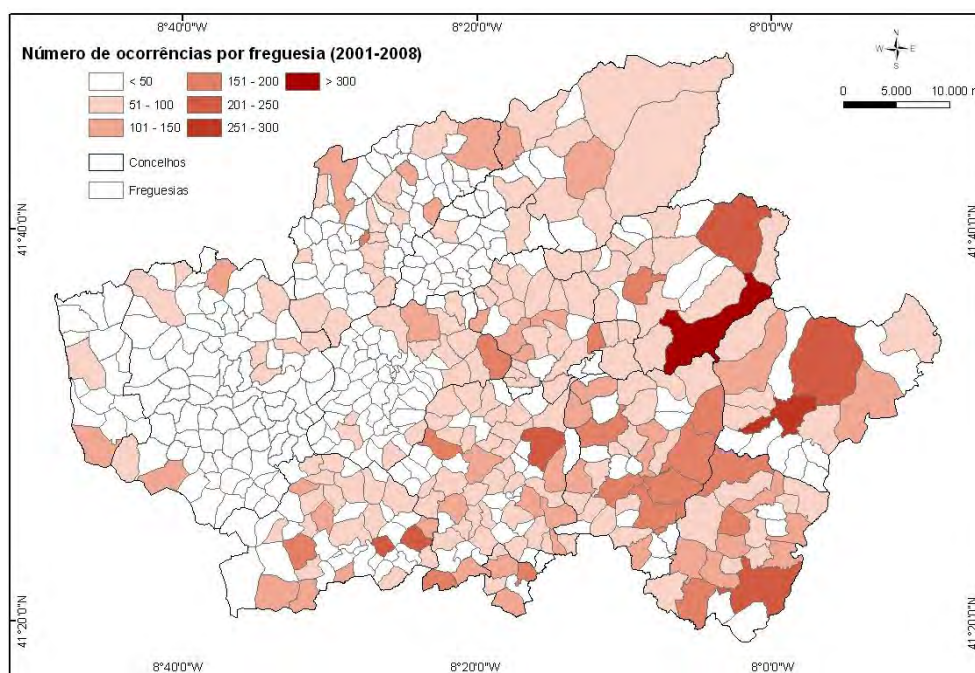 8°40'0"W 8°20'0"W 8°0'0"W
Número de ocorrências por freguesia (2001-2008)
< 50 151 - 200 > 300
51 - 100 201 - 250
101 - 150 251 - 300
Concelhos
Freguesias
N
W E
S
0 5.000 10.000 m
41°40'0"N 41°40'0"N
41°20'0"N 41°20'0"N
8°40'0"W 8°20'0"W 8°0'0"W